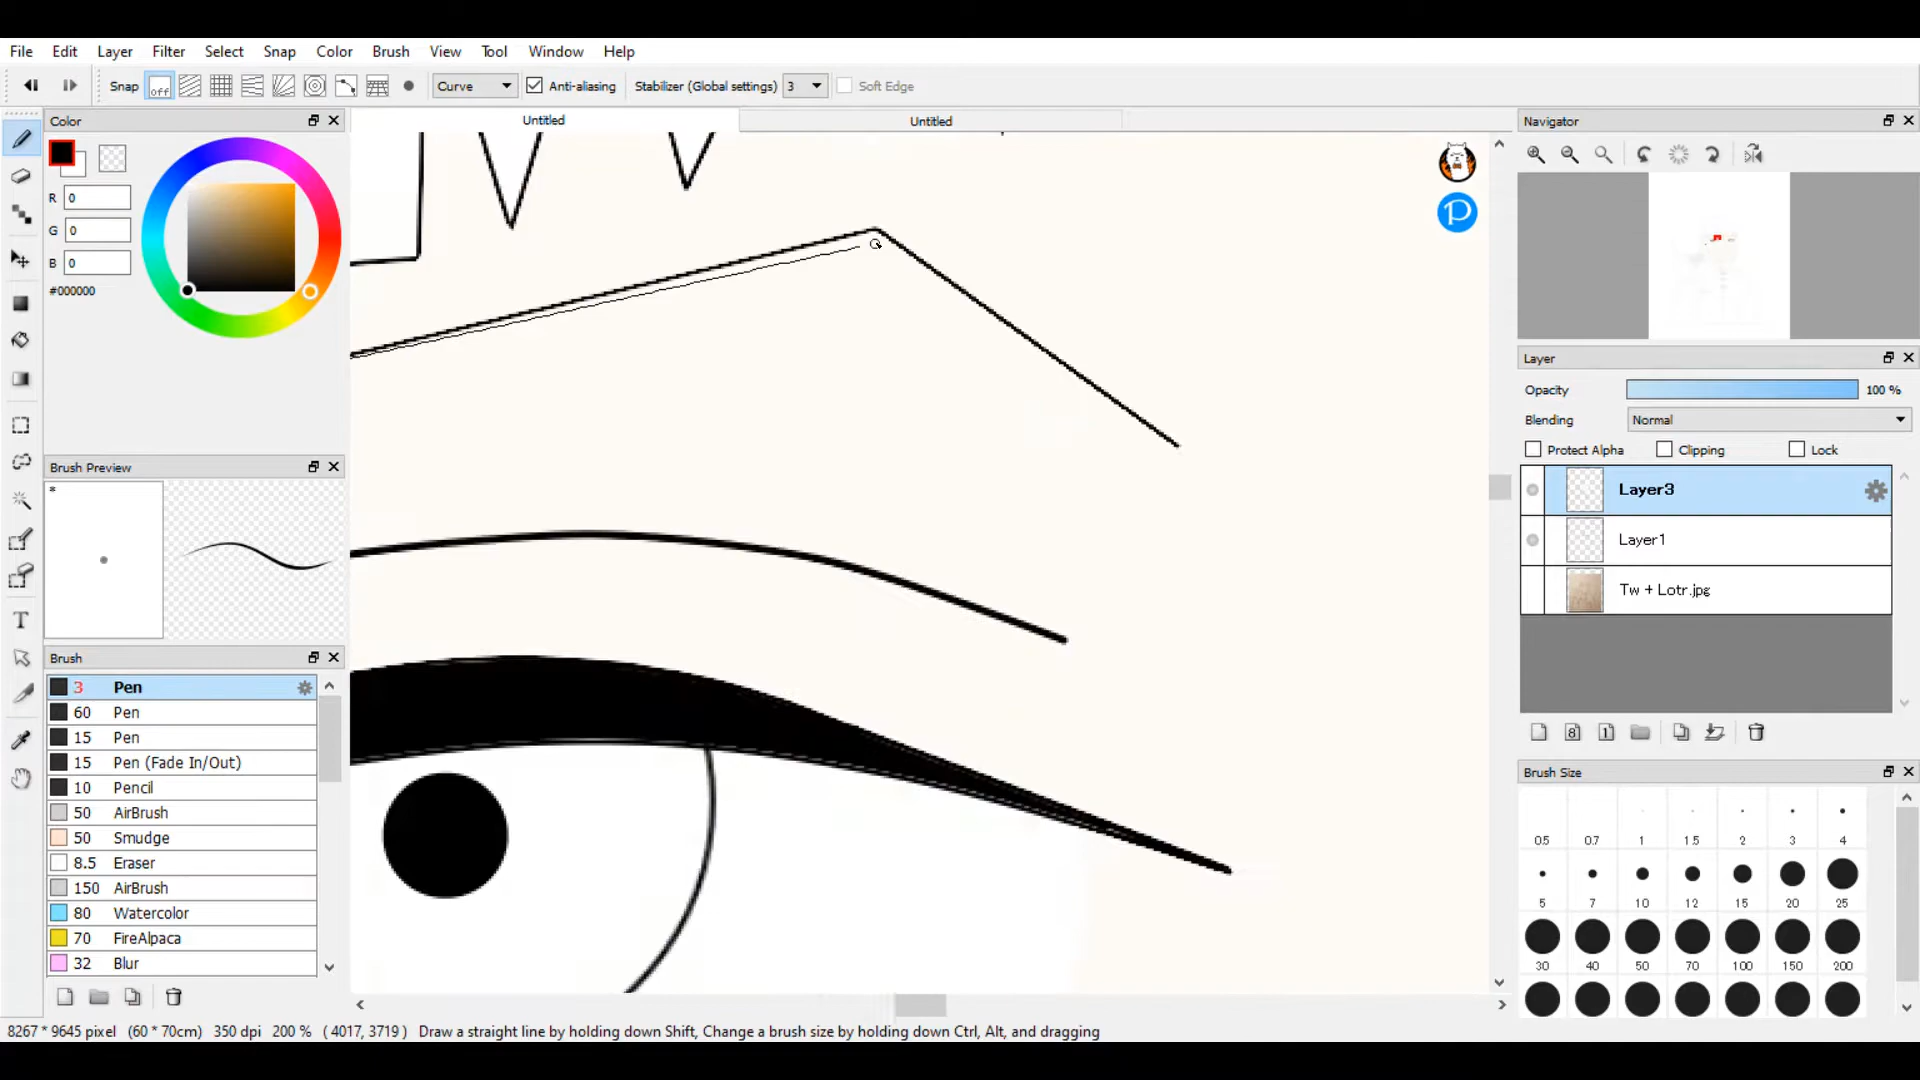 File Edit Layer Filter Select Snap Color Brush View Tool Window Help
Snap off Curve Anti-aliasing Stabilizer (Global settings) 3 Soft Edge
Color
Untitled
Untitled
Navigator
R 0
G 0
B 0
#000000
P
Layer
Opacity 100 %
Blending Normal
Protect Alpha Clipping Lock
Layer3
Layer1
Tw + Lotr.jpg
Brush Preview
*
Brush
3 Pen
60 Pen
15 Pen
15 Pen (Fade In/Out)
10 Pencil
50 AirBrush
50 Smudge
8.5 Eraser
150 AirBrush
80 Watercolor
70 FireAlpaca
32 Blur
8 1
Brush Size
0.5 0.7 1 1.5 2 3 4
5 7 10 12 15 20 25
30 40 50 70 100 150 200
T
8267 * 9645 pixel (60 * 70cm) 350 dpi 200 % ( 4017, 3719 ) Draw a straight line by holding down Shift, Change a brush size by holding down Ctrl, Alt, and dragging